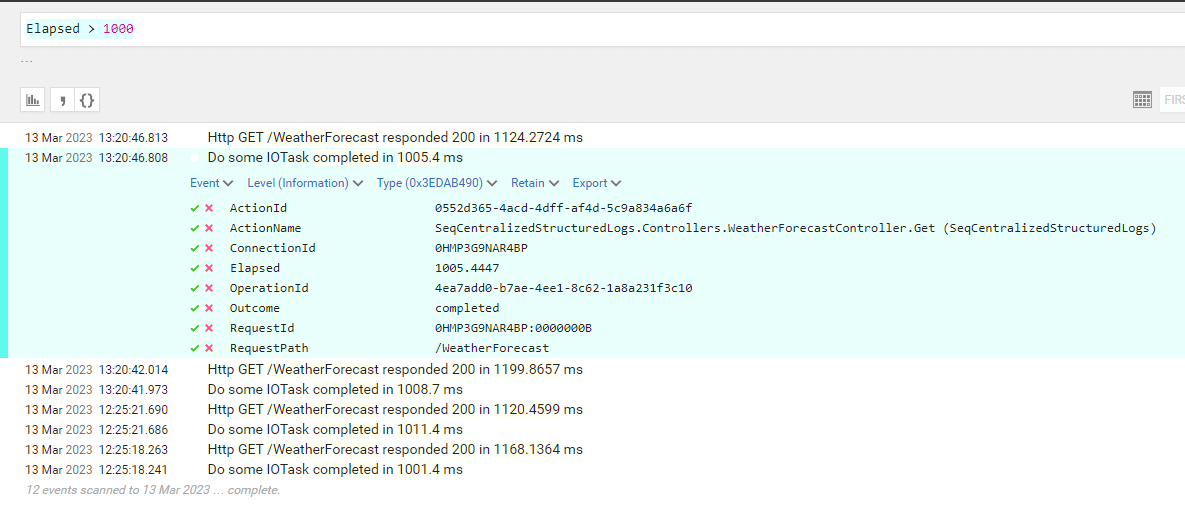 Elapsed > 1000
...
{}
FIRS
13 Mar 2023 13:20:46.813 Http GET /WeatherForecast responded 200 in 1124.2724 ms
13 Mar 2023 13:20:46.808 Do some IOTask completed in 1005.4 ms
Event Level (Information) Type (0x3EDAB490) Retain Export
ActionId 0552d365-4acd-4dff-af4d-5c9a834a6a6f
ActionName SeqCentralizedStructuredLogs.Controllers.WeatherForecastController.Get (SeqCentralizedStructuredLogs)
ConnectionId 0HMP3G9NAR4BP
Elapsed 1005.4447
OperationId 4ea7add0-b7ae-4ee1-8c62-1a8a231f3c10
Outcome completed
RequestId 0HMP3G9NAR4BP:0000000B
RequestPath /WeatherForecast
13 Mar 2023 13:20:42.014 Http GET /WeatherForecast responded 200 in 1199.8657 ms
13 Mar 2023 13:20:41.973 Do some IOTask completed in 1008.7 ms
13 Mar 2023 12:25:21.690 Http GET /WeatherForecast responded 200 in 1120.4599 ms
13 Mar 2023 12:25:21.686 Do some IOTask completed in 1011.4 ms
13 Mar 2023 12:25:18.263 Http GET /WeatherForecast responded 200 in 1168.1364 ms
13 Mar 2023 12:25:18.241 Do some IOTask completed in 1001.4 ms
12 events scanned to 13 Mar 2023 ... complete.